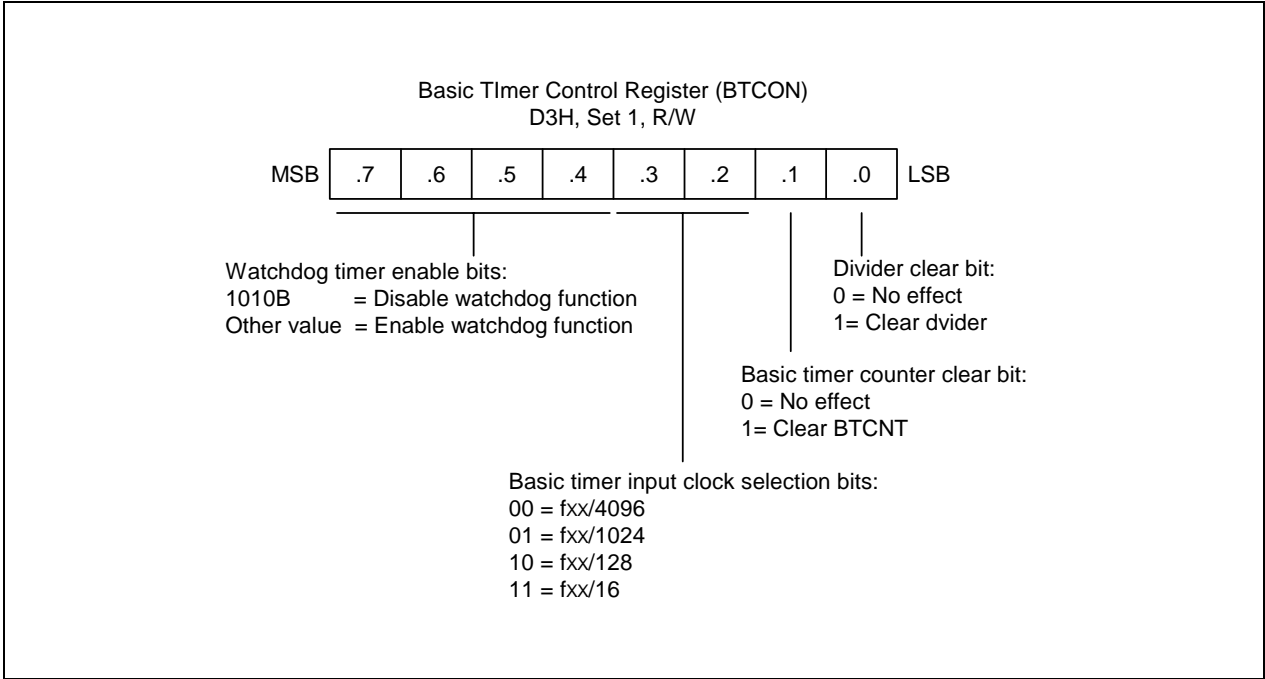 Basic TImer Control Register (BTCON)
D3H, Set 1, R/W
MSB .7 .6 .5 .4 .3 .2 .1 .0 LSB
Watchdog timer enable bits:
1010B = Disable watchdog function
Other value = Enable watchdog function
Divider clear bit:
0 = No effect
1= Clear dvider
Basic timer counter clear bit:
0 = No effect
1= Clear BTCNT
Basic timer input clock selection bits:
00 = fxx/4096
01 = fxx/1024
10 = fxx/128
11 = fxx/16